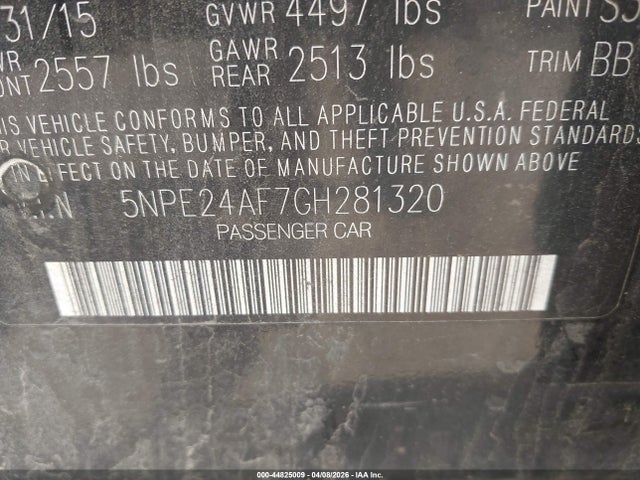 31/15 GVWR 4497 lbs PAINT S3
2557 lbs GAWR REAR 2513 lbs TRIM BB
VEHICLE CONFORMS TO ALL APPLICABLE U.S.A. FEDERAL
VEHICLE SAFETY, BUMPER, AND THEFT PREVENTION STANDARDS
IN EFFECT ON THE DATE OF MANUFACTURE SHOWN ABOVE
5NPE24AF7GH281320
PASSENGER CAR
000-44825009 - 04/08/2026 - IAA Inc.